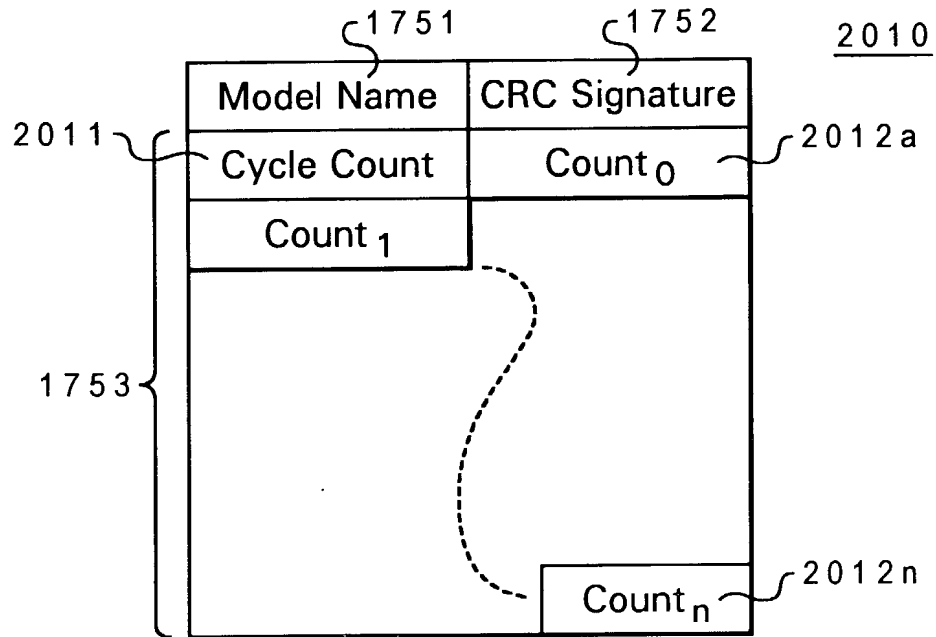 1751 1752 2010
Model Name CRC Signature
2011 Cycle Count Count0 2012a
Count1
1753
Countn 2012n